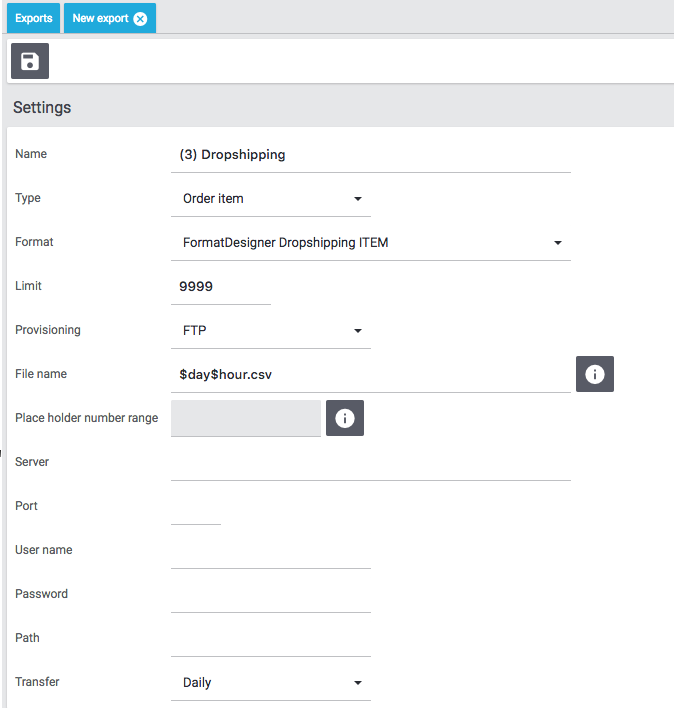 Exports New export
Settings
Name (3) Dropshipping
Type Order item
Format FormatDesigner Dropshipping ITEM
Limit 9999
Provisioning FTP
File name $day$hour.csv
Place holder number range
Server
Port
User name
Password
Path
Transfer Daily